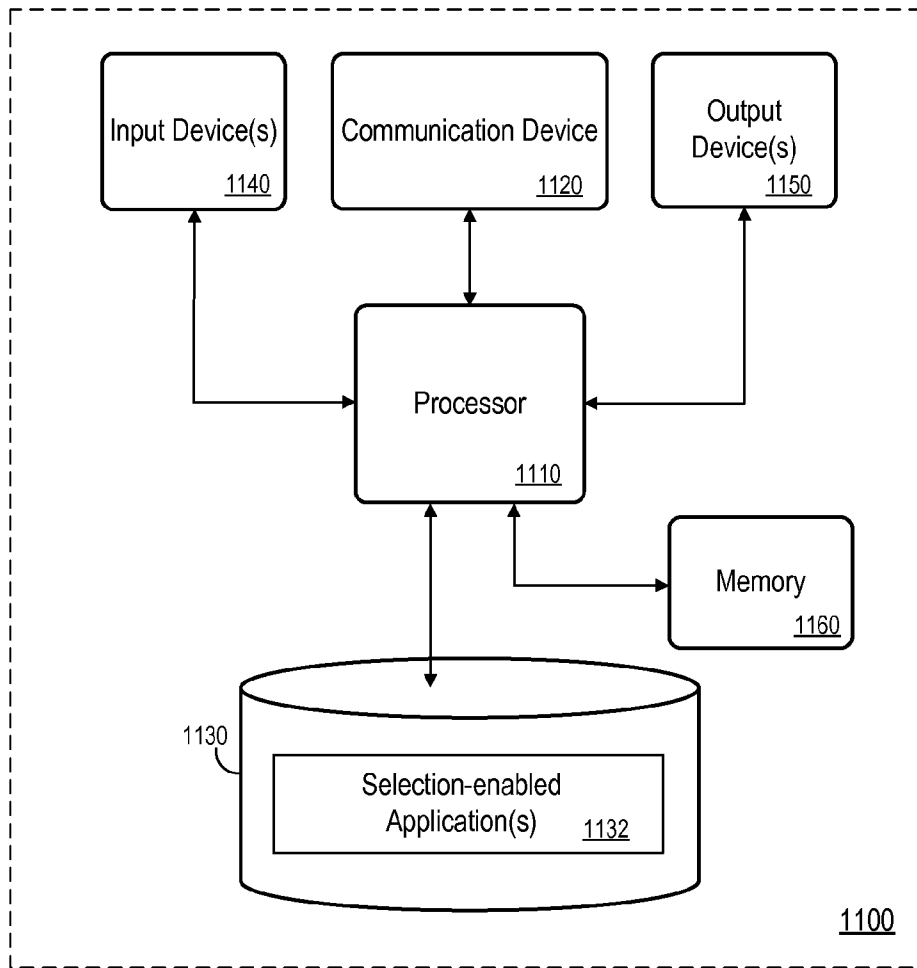 Input Device(s)
1140
Communication Device
1120
Output
Device(s)
1150
Processor
1110
Memory
1160
1130
Selection-enabled
Application(s)
1132
1100